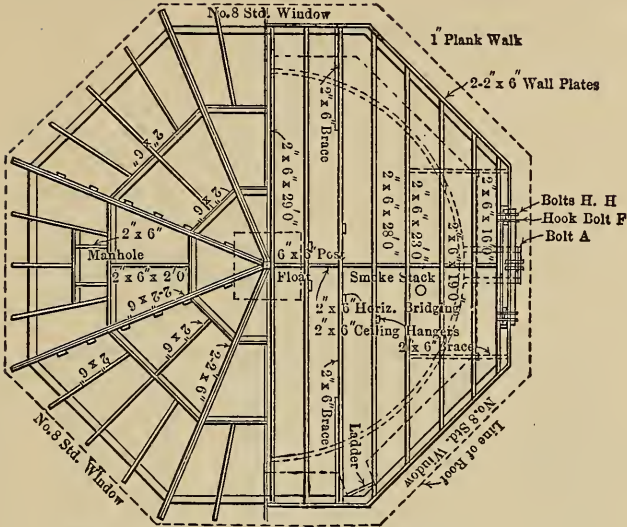 No.8 Std. Window
1" Plank Walk
2-2" x 6" Wall Plates
2" x 6" Brace
2" x 6"
2" x 6"
2" x 6" x 29'0"
2" x 6" x 28'0"
2" x 6" x 23'0"
2" x 6" x 19'0"
2" x 6" x 16'0"
Bolts H. H
Hook Bolt F
Bolt A
2" x 6"
Manhole
2" x 6" x 2'0"
6" x 6" Post
Float
Smoke Stack
2" x 6" Horiz. Bridging
2" x 6" Ceiling Hangers
2" x 6" Brace
2-2" x 6"
2" x 6"
2" x 6"
2-2" x 6"
2" x 6" Brace
Ladder
No.8 Std. Window
Line of Roof
No.8 Std. Window